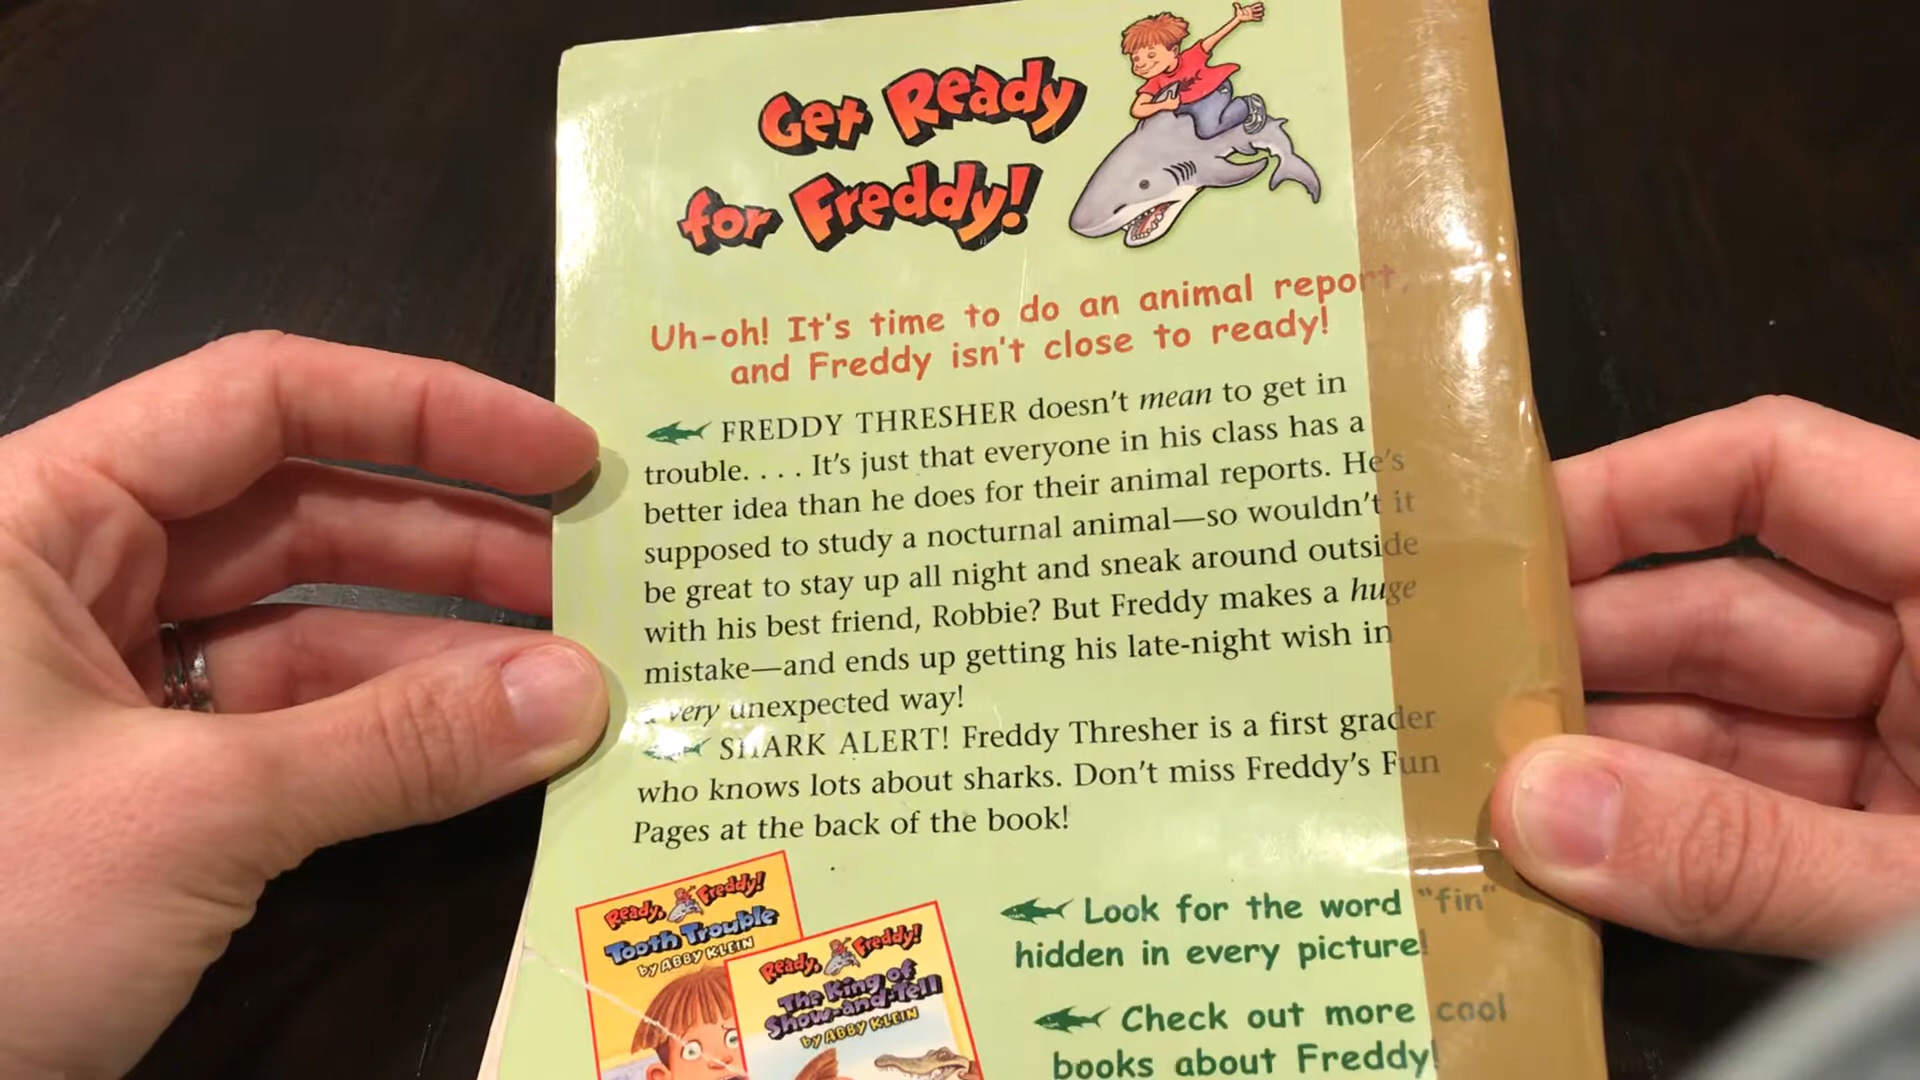 Get Ready
for Freddy!
Uh-oh! It's time to do an animal report,
and Freddy isn't close to ready!
FREDDY THRESHER doesn't mean to get in
trouble. . . . It's just that everyone in his class has a
better idea than he does for their animal reports. He's
supposed to study a nocturnal animal—so wouldn't it
be great to stay up all night and sneak around outside
with his best friend, Robbie? But Freddy makes a huge
mistake—and ends up getting his late-night wish in
a very unexpected way!
SHARK ALERT! Freddy Thresher is a first grader
who knows lots about sharks. Don't miss Freddy's Fun
Pages at the back of the book!
Ready, Freddy!
Tooth Trouble
by ABBY KLEIN
Ready, Freddy!
The King of
Show-and-Tell
by ABBY KLEIN
Look for the word "fin"
hidden in every picture!
Check out more cool
books about Freddy!